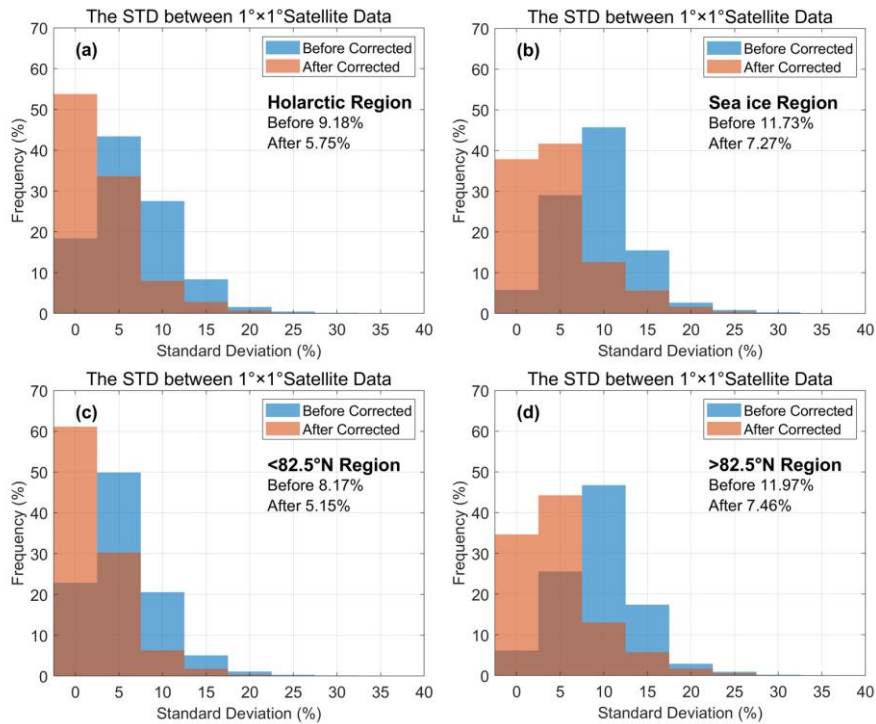 The STD between 1°×1°Satellite Data
70
60
50
40
30
20
10
0
Frequency (%)
(a)
Before Corrected
After Corrected
Holarctic Region
Before 9.18%
After 5.75%
0 5 10 15 20 25 30 35 40
Standard Deviation (%)
The STD between 1°×1°Satellite Data
70
60
50
40
30
20
10
0
Frequency (%)
(b)
Before Corrected
After Corrected
Sea ice Region
Before 11.73%
After 7.27%
0 5 10 15 20 25 30 35 40
Standard Deviation (%)
The STD between 1°×1°Satellite Data
70
60
50
40
30
20
10
0
Frequency (%)
(c)
Before Corrected
After Corrected
<82.5°N Region
Before 8.17%
After 5.15%
0 5 10 15 20 25 30 35 40
Standard Deviation (%)
The STD between 1°×1°Satellite Data
70
60
50
40
30
20
10
0
Frequency (%)
(d)
Before Corrected
After Corrected
>82.5°N Region
Before 11.97%
After 7.46%
0 5 10 15 20 25 30 35 40
Standard Deviation (%)